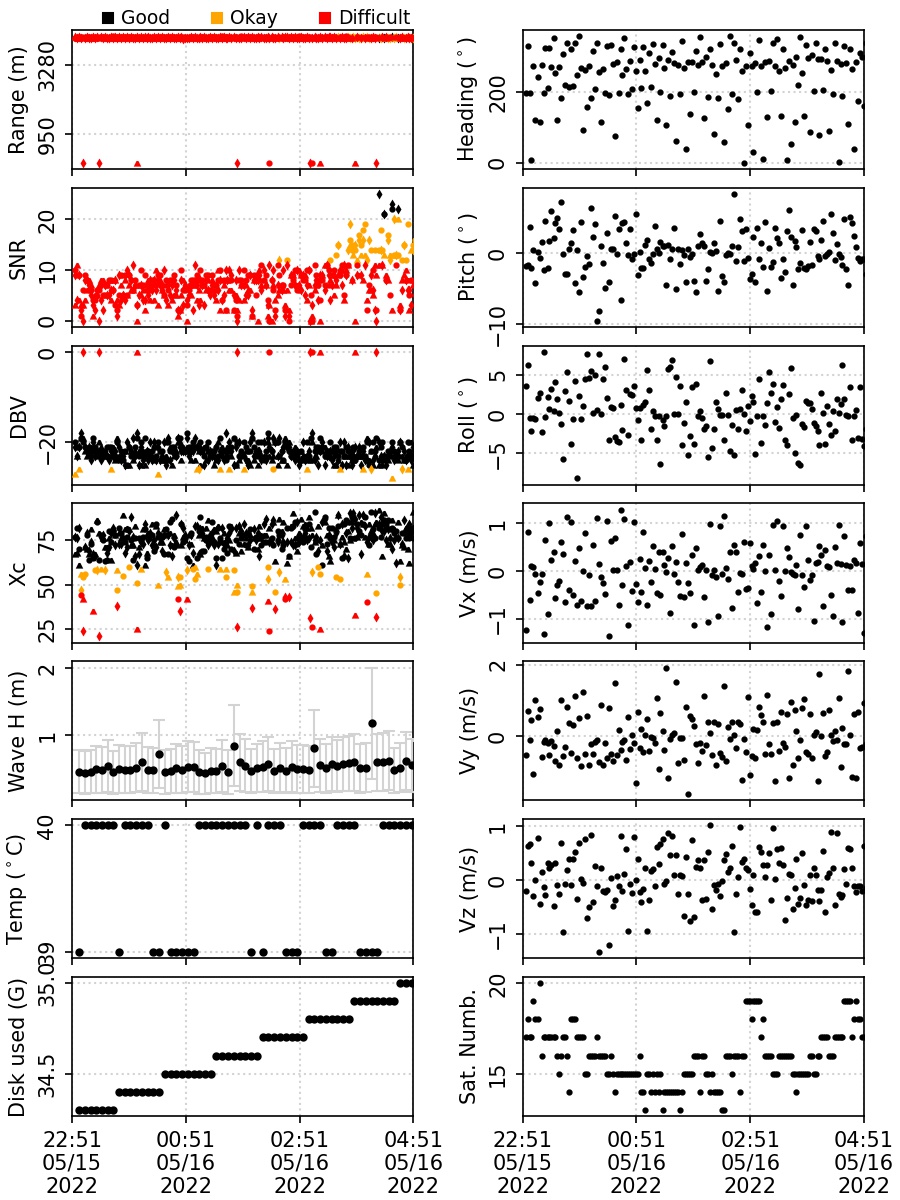 Good Okay Difficult
Range (m)
3280
950
Heading (°)
200
0
SNR
20
10
0
Pitch (°)
0
−10
DBV
0
−20
Roll (°)
5
0
−5
Xc
75
50
25
Vx (m/s)
1
0
−1
Wave H (m)
2
1
Vy (m/s)
2
0
Temp (°C)
40
39
Vz (m/s)
1
0
−1
Disk used (G)
35.0
34.5
Sat. Numb.
20
15
22:51 00:51 02:51 04:51 22:51 00:51 02:51 04:51
05/15 05/16 05/16 05/16 05/15 05/16 05/16 05/16
2022 2022 2022 2022 2022 2022 2022 2022